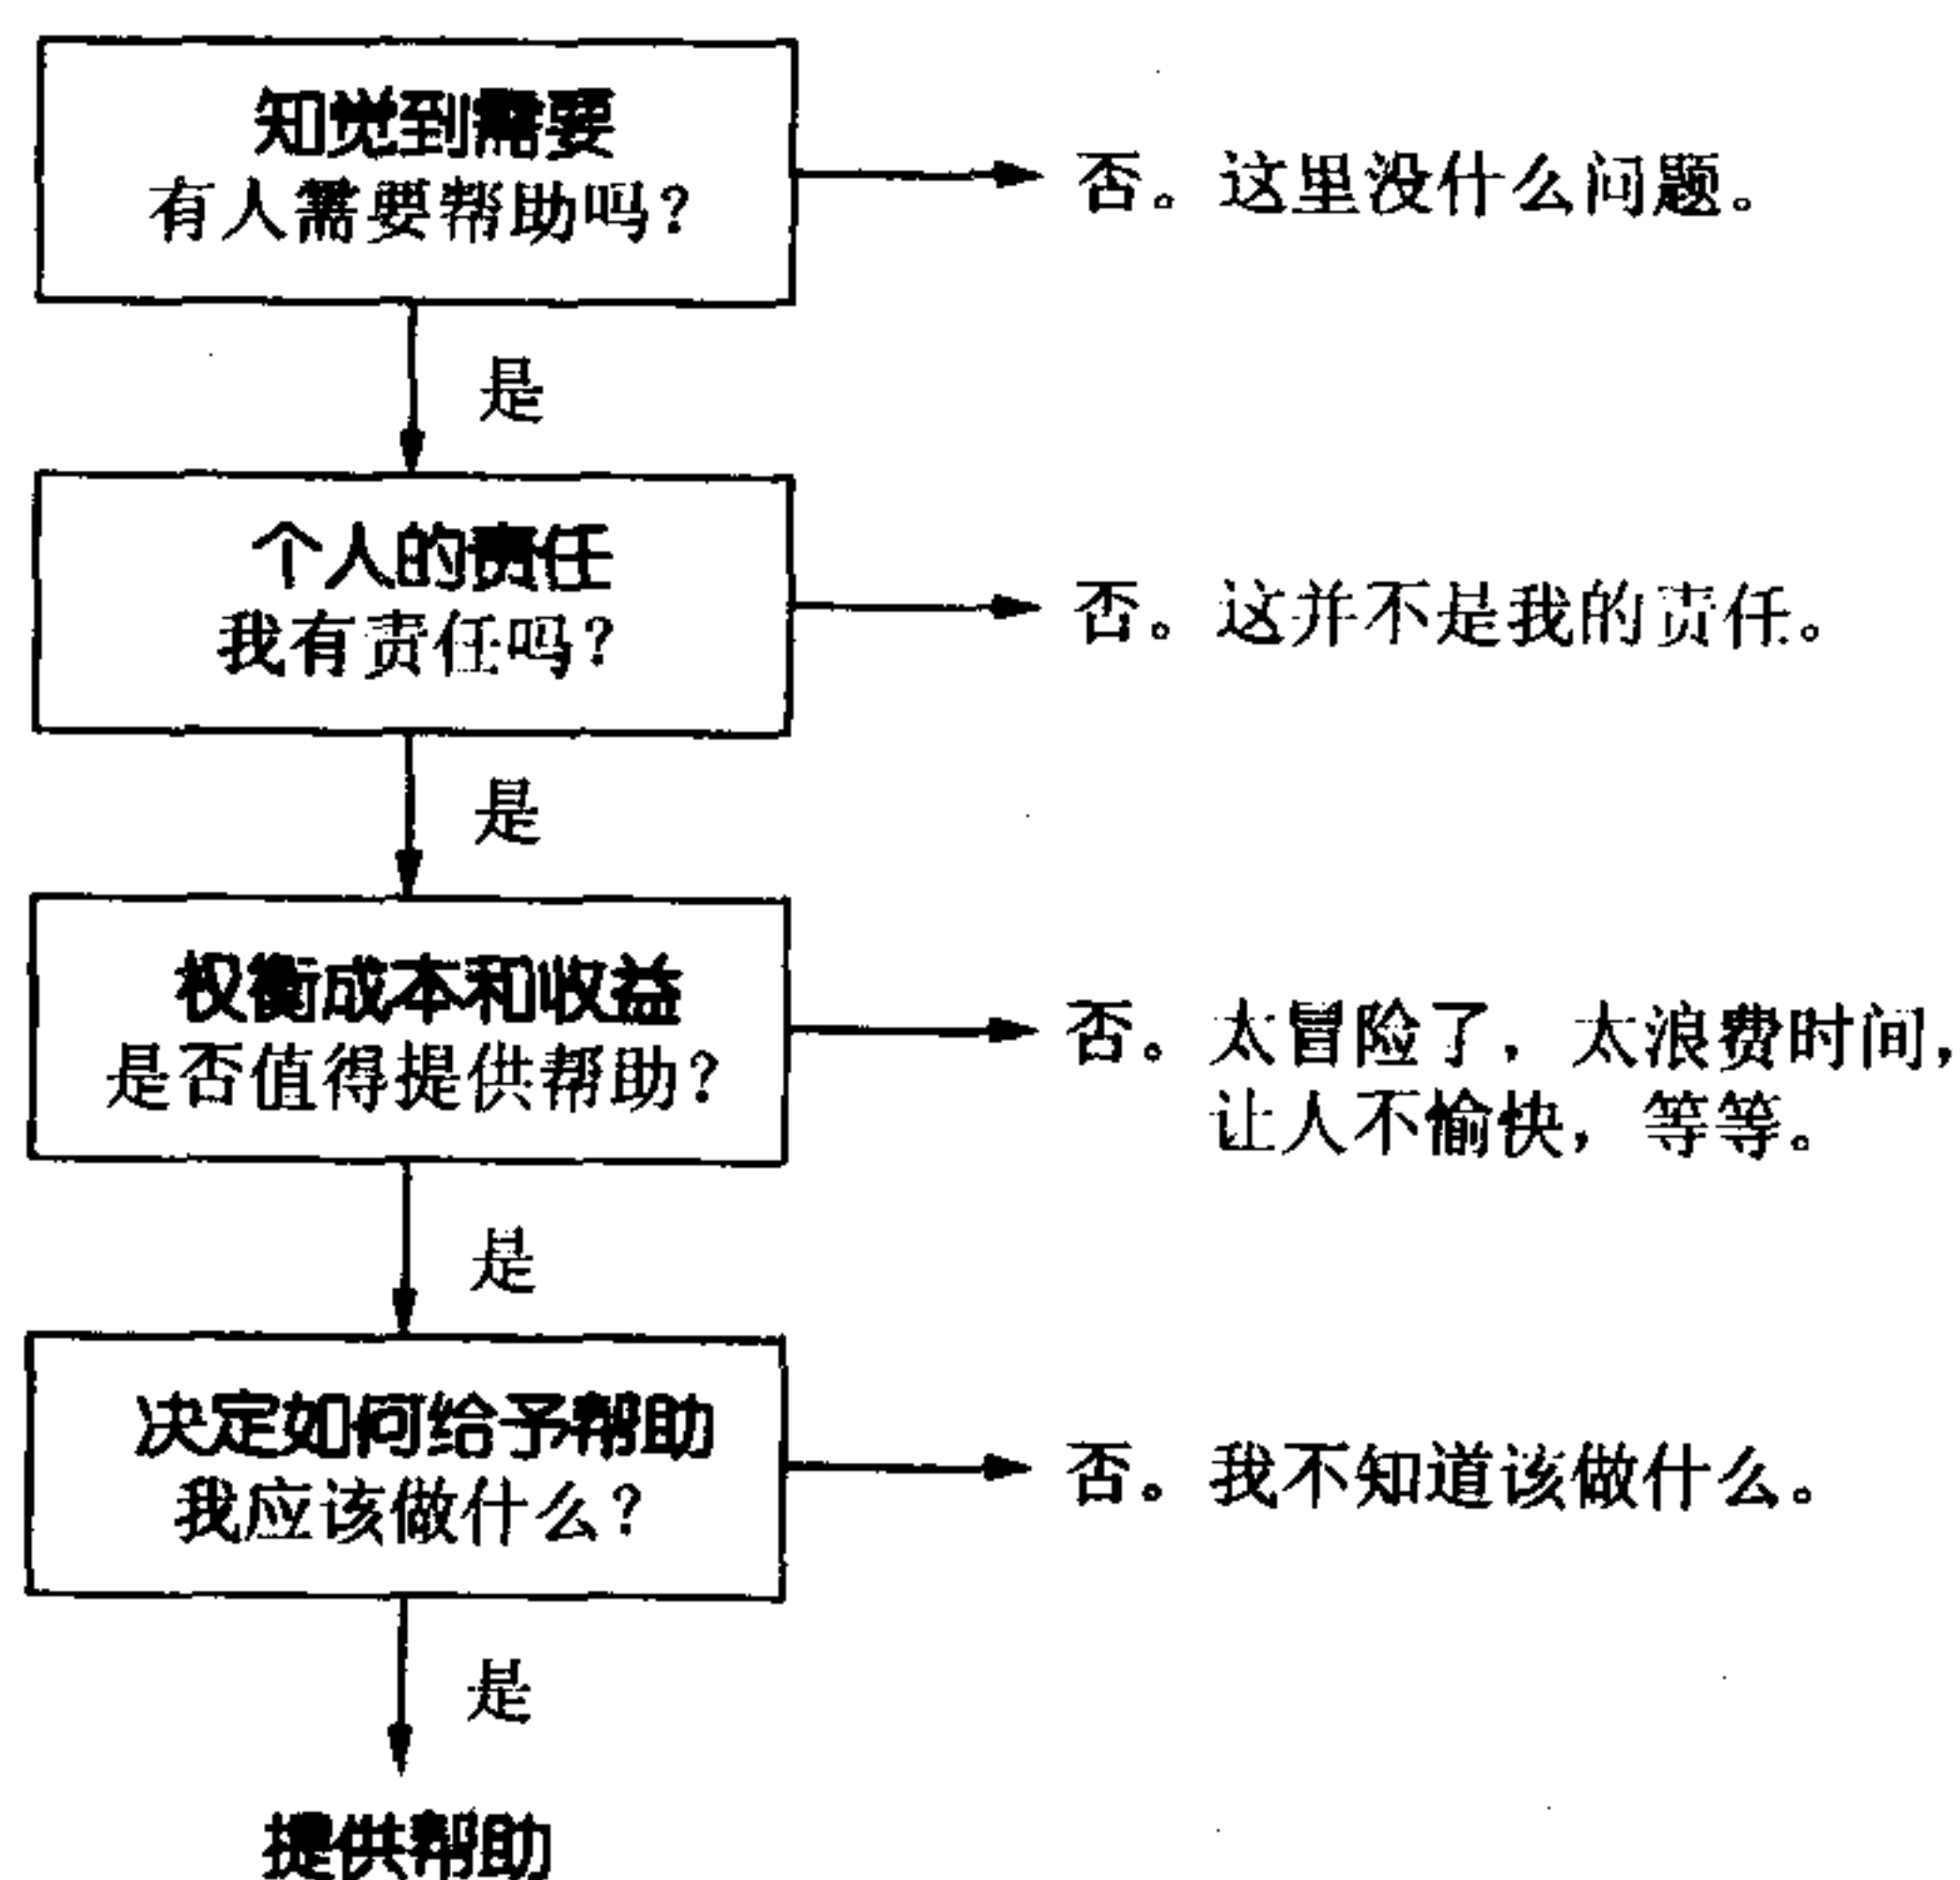 知觉到需要
有人需要帮助吗?
否。这里没什么问题。
是
个人的责任
我有责任吗?
否。这并不是我的责任。
是
权衡成本和收益
是否值得提供帮助?
否。太冒险了，太浪费时间，
让人不愉快，等等。
是
决定如何给予帮助
我应该做什么?
否。我不知道该做什么。
是
提供帮助